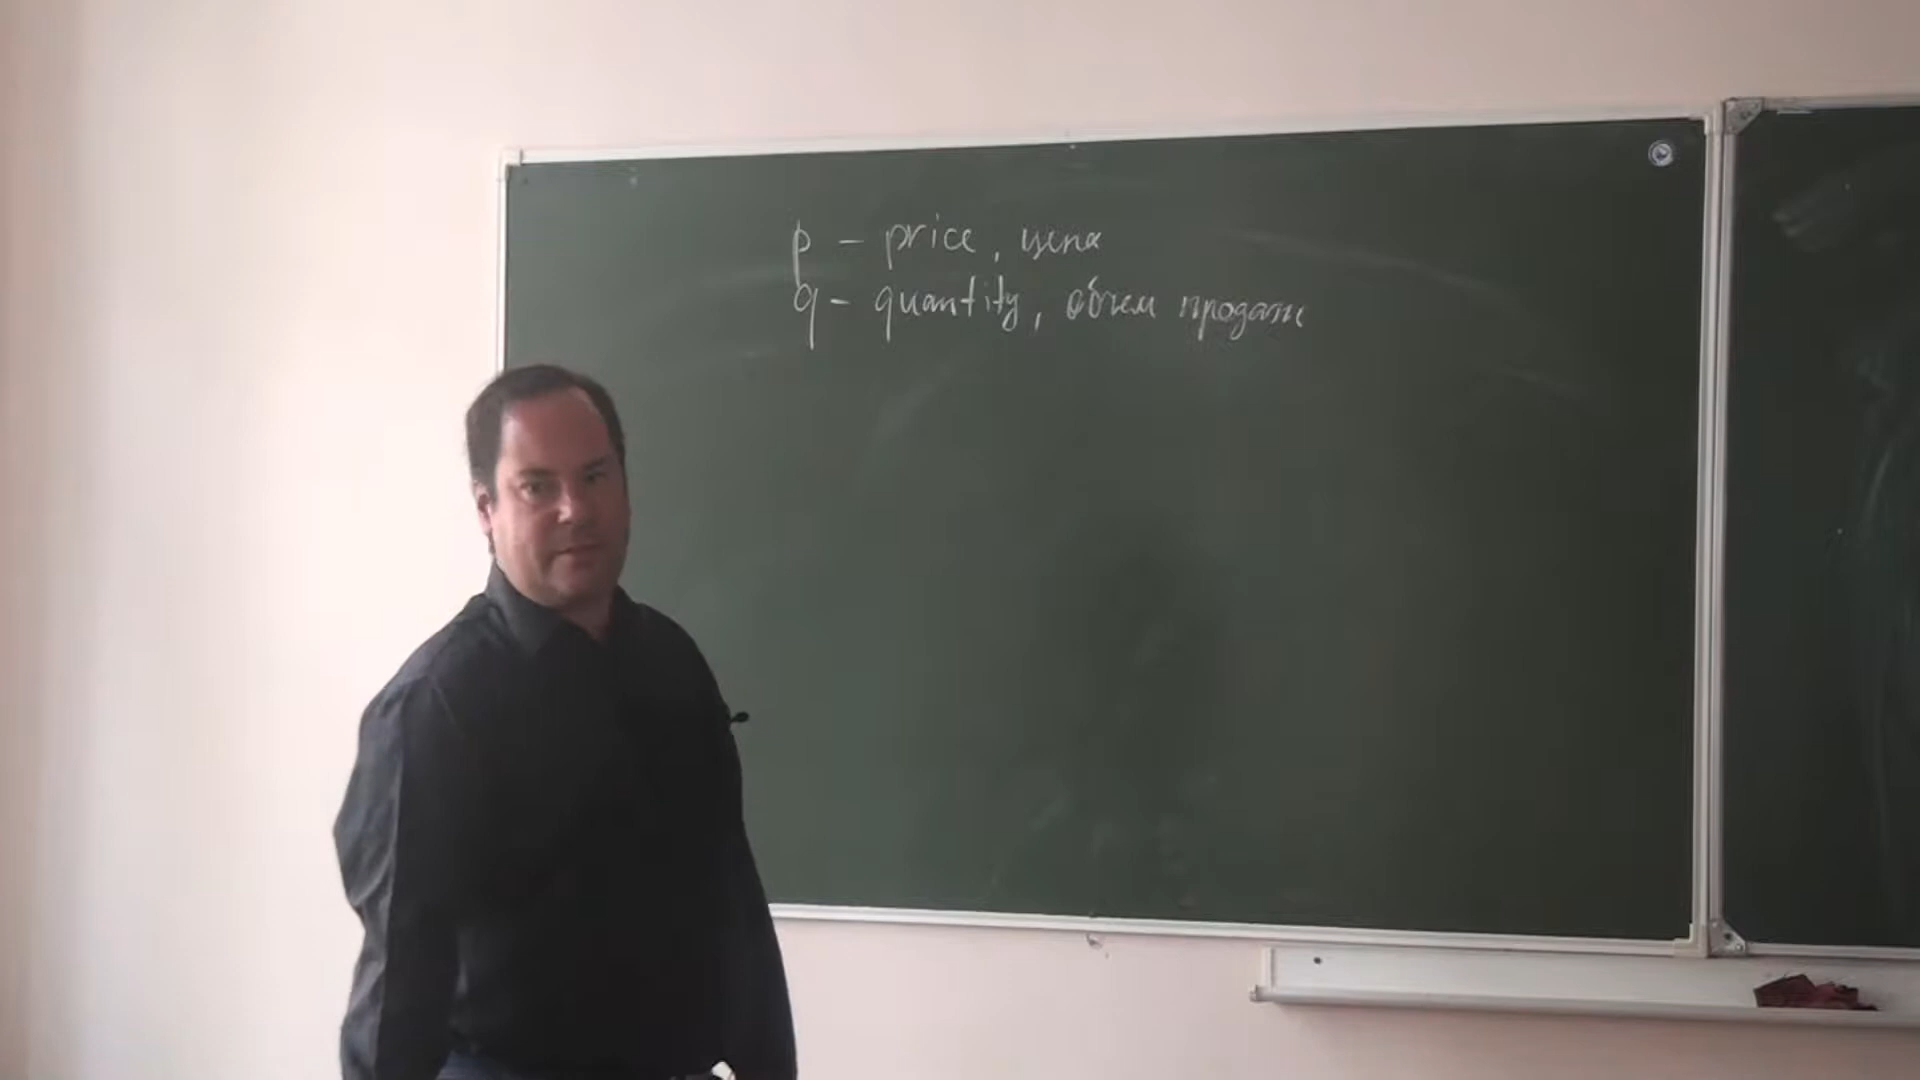 p – price, цена
q – quantity, объем продаж